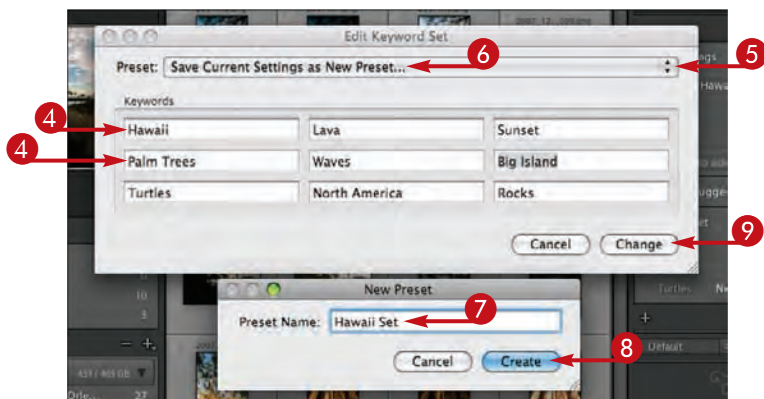 Edit Keyword Set
Preset: Save Current Settings as New Preset...
6
5
Keywords
4
Hawaii
Lava
Sunset
4
Palm Trees
Waves
Big Island
Turtles
North America
Rocks
Cancel
Change
9
New Preset
Preset Name: Hawaii Set
7
Turtles
Cancel
Create
8
Default